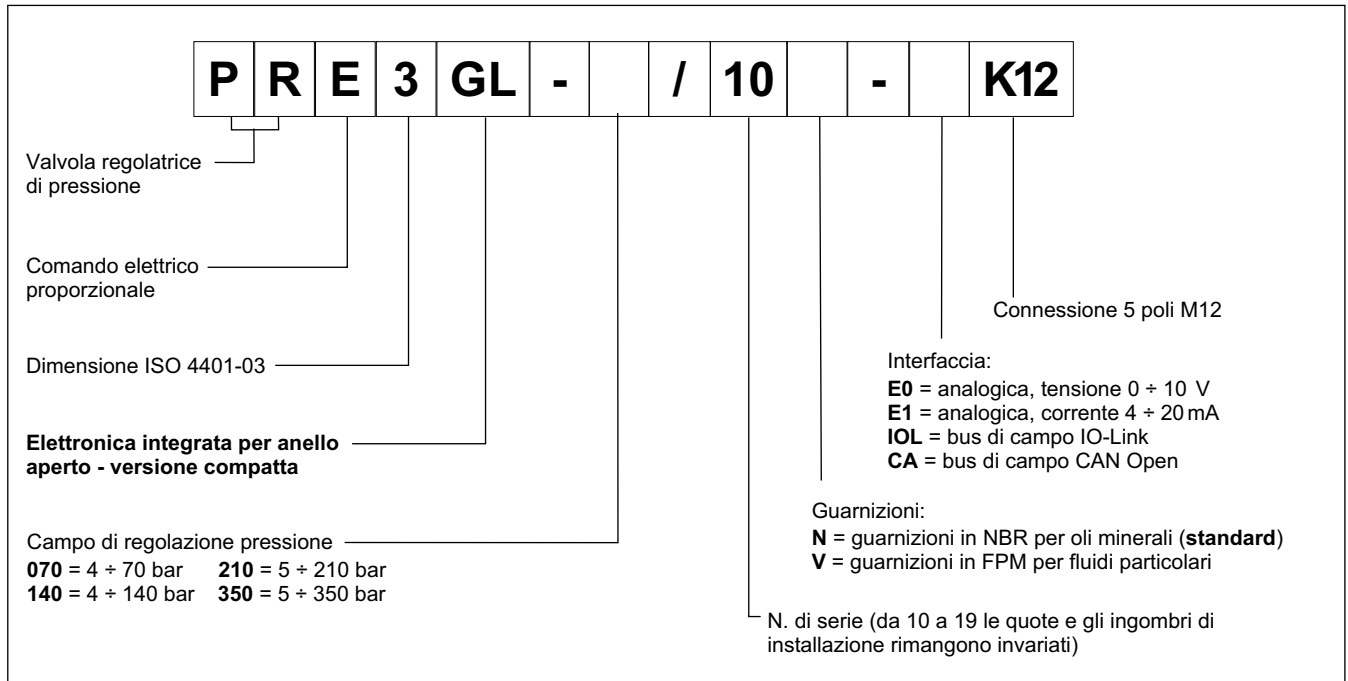 P R E 3 GL - / 10 - K12
Valvola regolatrice
di pressione
Comando elettrico
proporzionale
Connessione 5 poli M12
Dimensione ISO 4401-03
Interfaccia:
E0 = analogica, tensione 0 ÷ 10 V
E1 = analogica, corrente 4 ÷ 20 mA
IOL = bus di campo IO-Link
CA = bus di campo CAN Open
Elettronica integrata per anello
aperto - versione compatta
Guarnizioni:
N = guarnizioni in NBR per oli minerali (standard)
V = guarnizioni in FPM per fluidi particolari
Campo di regolazione pressione
070 = 4 ÷ 70 bar 210 = 5 ÷ 210 bar
140 = 4 ÷ 140 bar 350 = 5 ÷ 350 bar
N. di serie (da 10 a 19 le quote e gli ingombri di
installazione rimangono invariati)